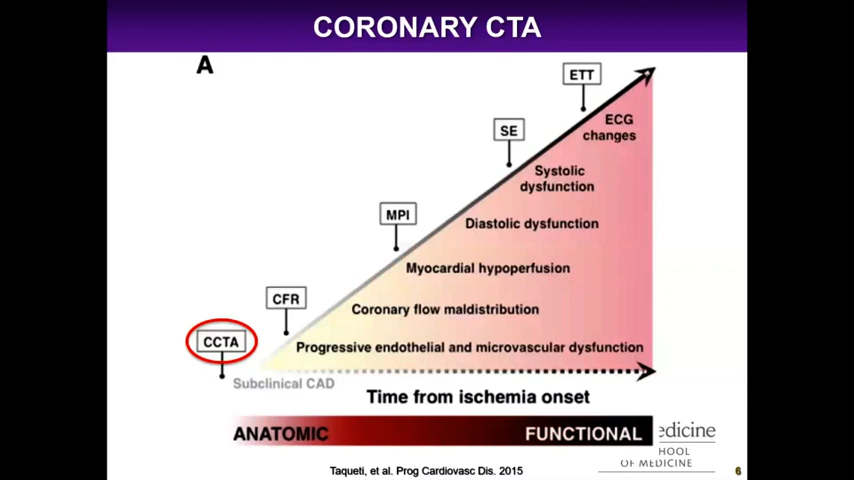 CORONARY CTA
A
ETT
ECG
changes
SE
Systolic
dysfunction
MPI
Diastolic dysfunction
Myocardial hypoperfusion
CFR
Coronary flow maldistribution
CCTA
Progressive endothelial and microvascular dysfunction
Subclinical CAD
Time from ischemia onset
ANATOMIC
FUNCTIONAL
edicine
HOOL
OF MEDICINE
Taqueti, et al. Prog Cardiovasc Dis. 2015
6